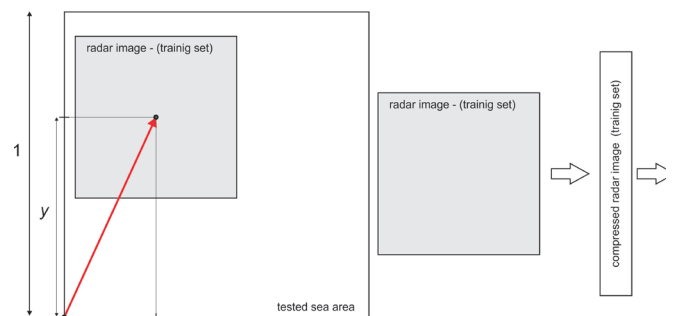 radar image - (trainig set)
1
y
tested sea area
radar image - (trainig set)
compressed radar image (trainig set)